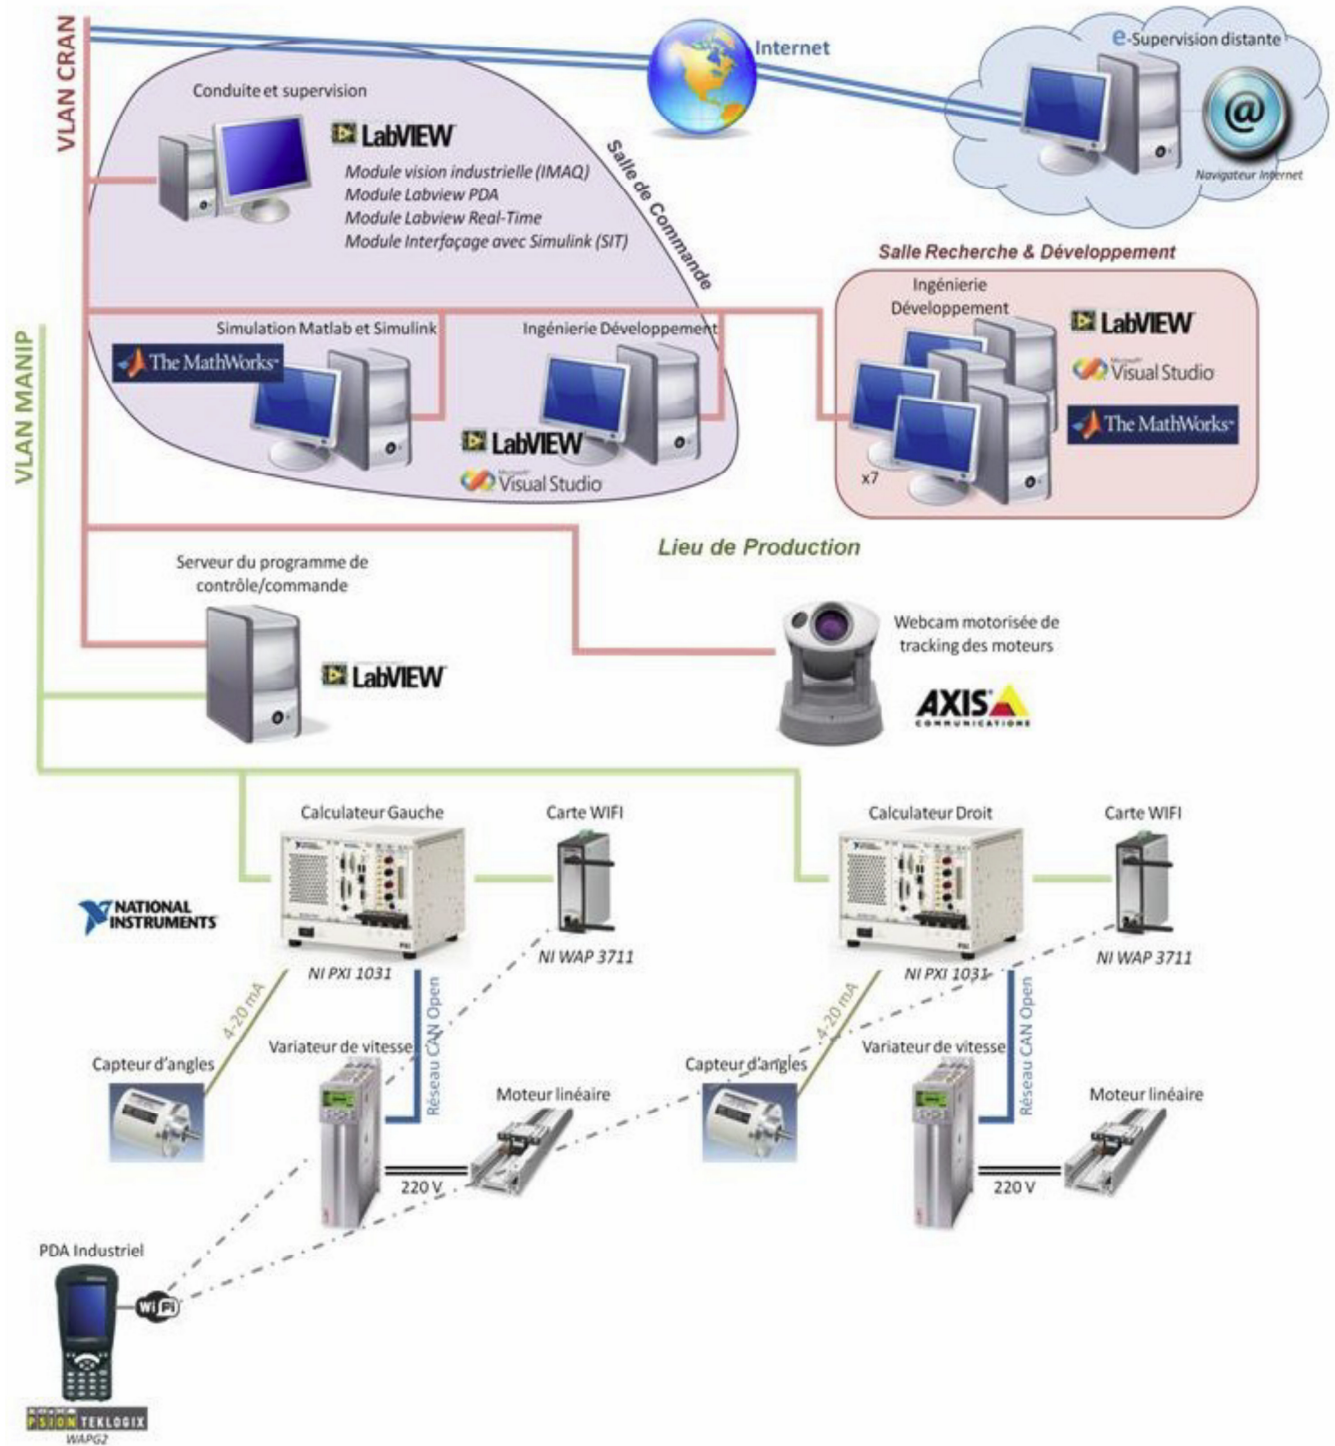 VLAN CRAN
Internet
e-Supervision distante
@
Navigateur Internet
Conduite et supervision
LabVIEW
Module vision industrielle (IMAQ)
Module Labview PDA
Module Labview Real-Time
Module Interfaçage avec Simulink (SIT)
Salle de Commande
Salle Recherche & Développement
Ingénierie
Développement
LabVIEW
Microsoft
Visual Studio
The MathWorks
x7
VLAN MANIP
Simulation Matlab et Simulink
The MathWorks
Ingénierie Développement
LabVIEW
Microsoft
Visual Studio
Lieu de Production
Serveur du programme de
contrôle/commande
LabVIEW
Webcam motorisée de
tracking des moteurs
AXIS
COMMUNICATIONS
Calculateur Gauche
Carte WIFI
Calculateur Droit
Carte WIFI
NATIONAL
INSTRUMENTS
PXI
NI PXI 1031
NI WAP 3711
PXI
NI PXI 1031
NI WAP 3711
4-20 mA
Réseau CAN Open
4-20 mA
Réseau CAN Open
Capteur d'angles
Variateur de vitesse
Moteur linéaire
220 V
Capteur d'angles
Variateur de vitesse
Moteur linéaire
220 V
PDA Industriel
Wi Fi
PSION TEKLOGIX
WAPG2